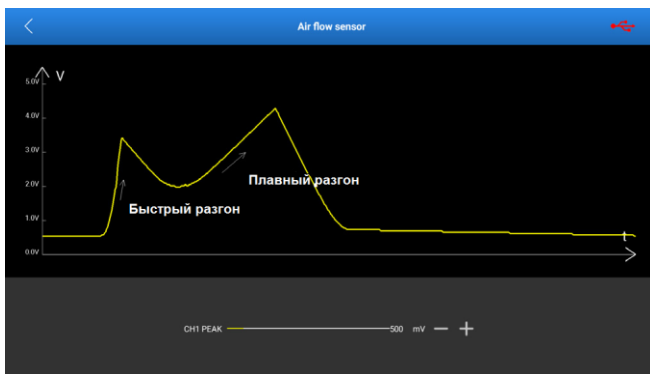 Air flow sensor
V
5.0V
4.0V
3.0V
2.0V
1.0V
0.0V
Плавный разгон
Быстрый разгон
t
CH1 PEAK 500 mV